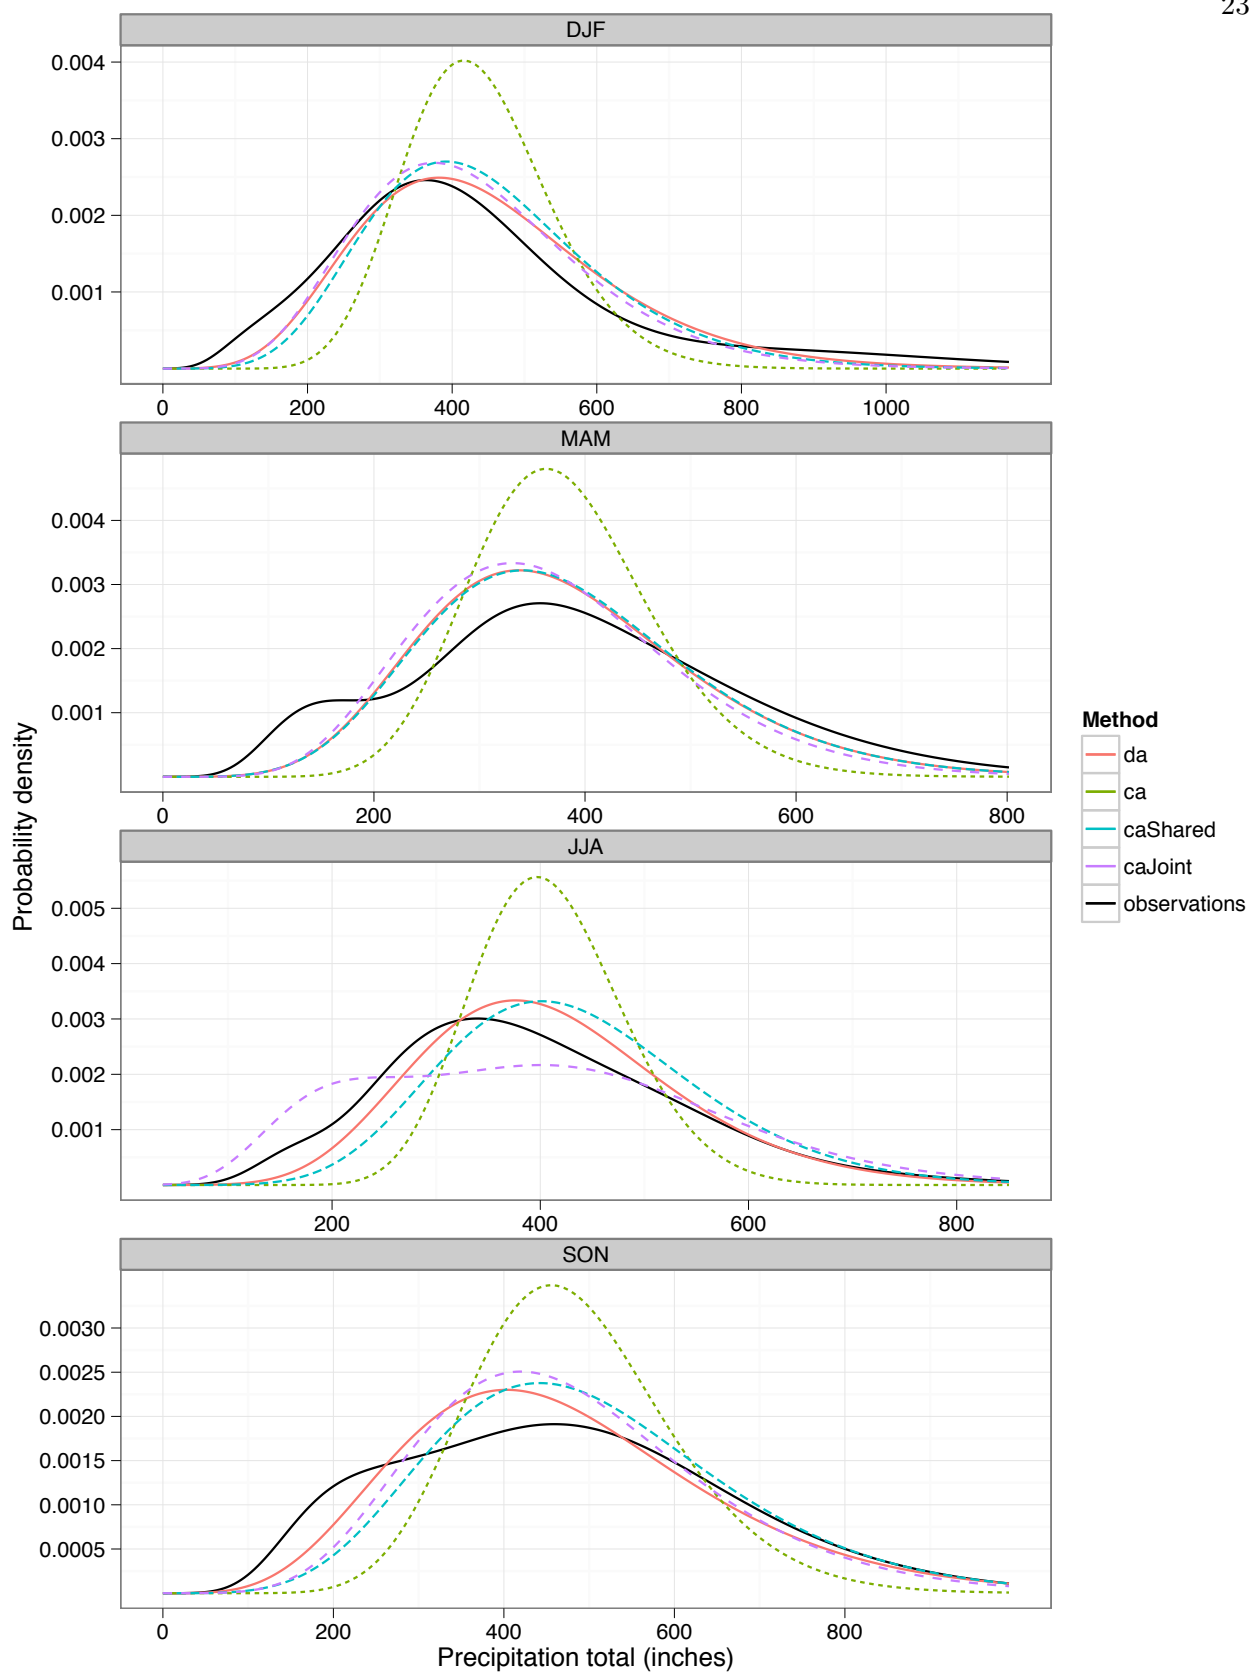 23
DJF
0.004
0.003
0.002
0.001
0 200 400 600 800 1000
MAM
0.004
0.003
0.002
0.001
0 200 400 600 800
JJA
0.005
0.004
0.003
0.002
0.001
200 400 600 800
SON
0.0030
0.0025
0.0020
0.0015
0.0010
0.0005
0 200 400 600 800
Precipitation total (inches)
Probability density
Method
da
ca
caShared
caJoint
observations